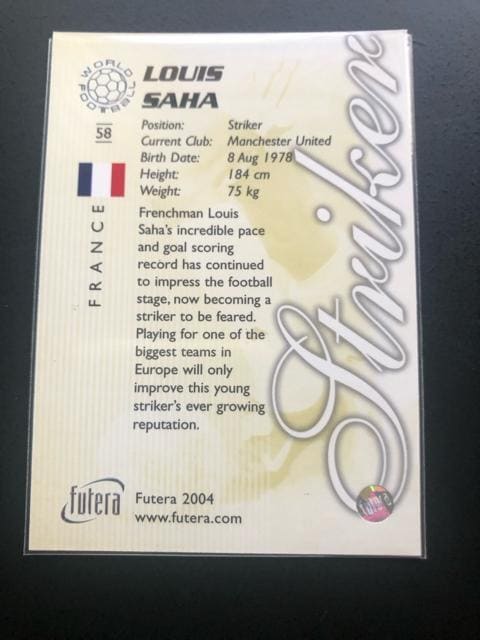 WORLD FOOTBALL
LOUIS
SAHA
58
Position: Striker
Current Club: Manchester United
Birth Date: 8 Aug 1978
Height: 184 cm
Weight: 75 kg
FRANCE
Frenchman Louis
Saha's incredible pace
and goal scoring
record has continued
to impress the football
stage, now becoming a
striker to be feared.
Playing for one of the
biggest teams in
Europe will only
improve this young
striker's ever growing
reputation.
Striker
futera
Futera 2004
www.futera.com
futera